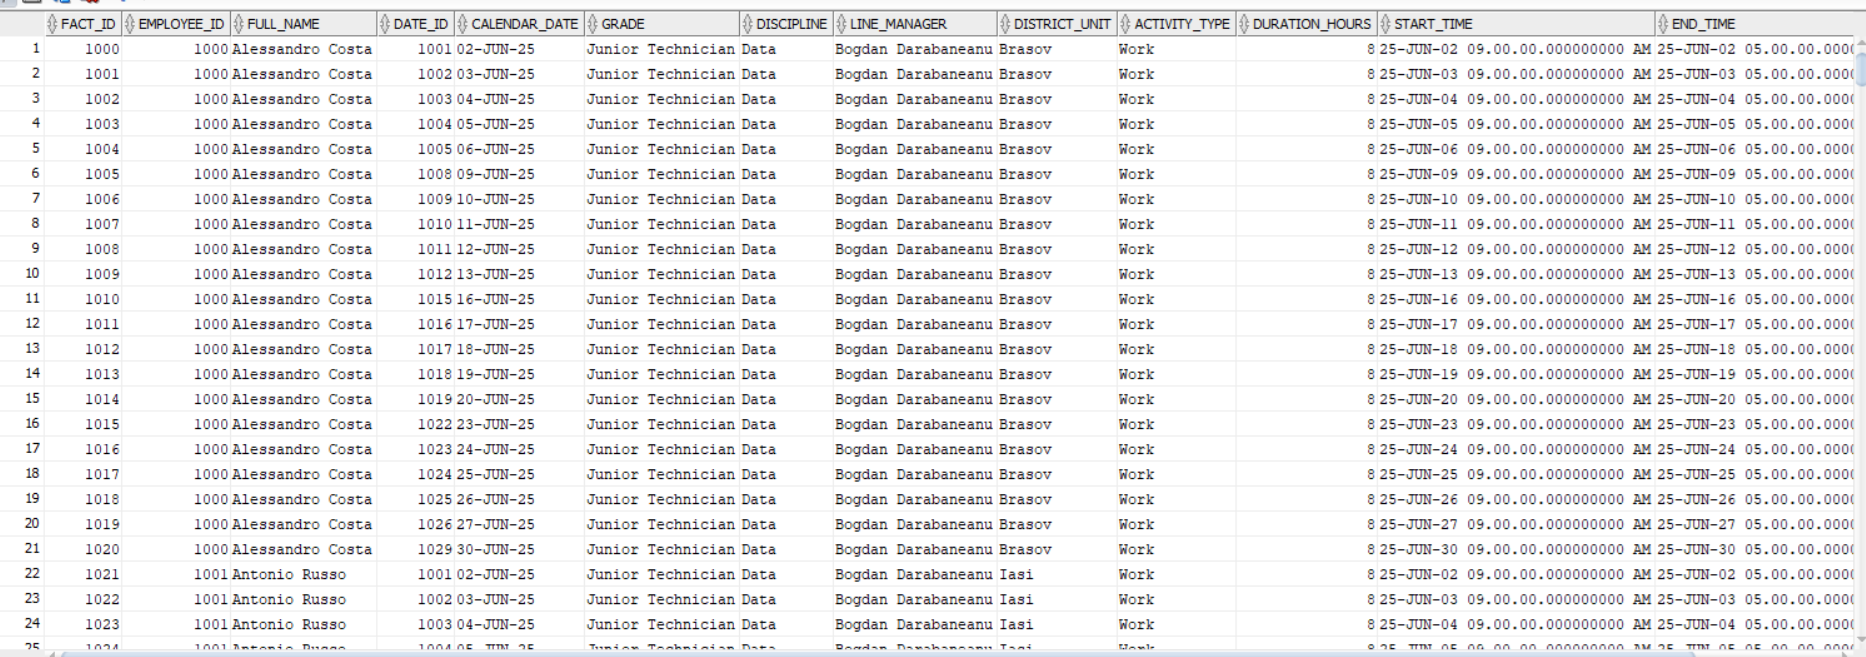 FACT_ID EMPLOYEE_ID FULL_NAME DATE_ID CALENDAR_DATE GRADE DISCIPLINE LINE_MANAGER DISTRICT_UNIT ACTIVITY_TYPE DURATION_HOURS START_TIME END_TIME
1 1000 1000 Alessandro Costa 1001 02-JUN-25 Junior Technician Data Bogdan Darabaneanu Brasov Work 8 25-JUN-02 09.00.00.000000000 AM 25-JUN-02 05.00.00.000
2 1001 1000 Alessandro Costa 1002 03-JUN-25 Junior Technician Data Bogdan Darabaneanu Brasov Work 8 25-JUN-03 09.00.00.000000000 AM 25-JUN-03 05.00.00.000
3 1002 1000 Alessandro Costa 1003 04-JUN-25 Junior Technician Data Bogdan Darabaneanu Brasov Work 8 25-JUN-04 09.00.00.000000000 AM 25-JUN-04 05.00.00.000
4 1003 1000 Alessandro Costa 1004 05-JUN-25 Junior Technician Data Bogdan Darabaneanu Brasov Work 8 25-JUN-05 09.00.00.000000000 AM 25-JUN-05 05.00.00.000
5 1004 1000 Alessandro Costa 1005 06-JUN-25 Junior Technician Data Bogdan Darabaneanu Brasov Work 8 25-JUN-06 09.00.00.000000000 AM 25-JUN-06 05.00.00.000
6 1005 1000 Alessandro Costa 1008 09-JUN-25 Junior Technician Data Bogdan Darabaneanu Brasov Work 8 25-JUN-09 09.00.00.000000000 AM 25-JUN-09 05.00.00.000
7 1006 1000 Alessandro Costa 1009 10-JUN-25 Junior Technician Data Bogdan Darabaneanu Brasov Work 8 25-JUN-10 09.00.00.000000000 AM 25-JUN-10 05.00.00.000
8 1007 1000 Alessandro Costa 1010 11-JUN-25 Junior Technician Data Bogdan Darabaneanu Brasov Work 8 25-JUN-11 09.00.00.000000000 AM 25-JUN-11 05.00.00.000
9 1008 1000 Alessandro Costa 1011 12-JUN-25 Junior Technician Data Bogdan Darabaneanu Brasov Work 8 25-JUN-12 09.00.00.000000000 AM 25-JUN-12 05.00.00.000
10 1009 1000 Alessandro Costa 1012 13-JUN-25 Junior Technician Data Bogdan Darabaneanu Brasov Work 8 25-JUN-13 09.00.00.000000000 AM 25-JUN-13 05.00.00.000
11 1010 1000 Alessandro Costa 1015 16-JUN-25 Junior Technician Data Bogdan Darabaneanu Brasov Work 8 25-JUN-16 09.00.00.000000000 AM 25-JUN-16 05.00.00.000
12 1011 1000 Alessandro Costa 1016 17-JUN-25 Junior Technician Data Bogdan Darabaneanu Brasov Work 8 25-JUN-17 09.00.00.000000000 AM 25-JUN-17 05.00.00.000
13 1012 1000 Alessandro Costa 1017 18-JUN-25 Junior Technician Data Bogdan Darabaneanu Brasov Work 8 25-JUN-18 09.00.00.000000000 AM 25-JUN-18 05.00.00.000
14 1013 1000 Alessandro Costa 1018 19-JUN-25 Junior Technician Data Bogdan Darabaneanu Brasov Work 8 25-JUN-19 09.00.00.000000000 AM 25-JUN-19 05.00.00.000
15 1014 1000 Alessandro Costa 1019 20-JUN-25 Junior Technician Data Bogdan Darabaneanu Brasov Work 8 25-JUN-20 09.00.00.000000000 AM 25-JUN-20 05.00.00.000
16 1015 1000 Alessandro Costa 1022 23-JUN-25 Junior Technician Data Bogdan Darabaneanu Brasov Work 8 25-JUN-23 09.00.00.000000000 AM 25-JUN-23 05.00.00.000
17 1016 1000 Alessandro Costa 1023 24-JUN-25 Junior Technician Data Bogdan Darabaneanu Brasov Work 8 25-JUN-24 09.00.00.000000000 AM 25-JUN-24 05.00.00.000
18 1017 1000 Alessandro Costa 1024 25-JUN-25 Junior Technician Data Bogdan Darabaneanu Brasov Work 8 25-JUN-25 09.00.00.000000000 AM 25-JUN-25 05.00.00.000
19 1018 1000 Alessandro Costa 1025 26-JUN-25 Junior Technician Data Bogdan Darabaneanu Brasov Work 8 25-JUN-26 09.00.00.000000000 AM 25-JUN-26 05.00.00.000
20 1019 1000 Alessandro Costa 1026 27-JUN-25 Junior Technician Data Bogdan Darabaneanu Brasov Work 8 25-JUN-27 09.00.00.000000000 AM 25-JUN-27 05.00.00.000
21 1020 1000 Alessandro Costa 1029 30-JUN-25 Junior Technician Data Bogdan Darabaneanu Brasov Work 8 25-JUN-30 09.00.00.000000000 AM 25-JUN-30 05.00.00.000
22 1021 1001 Antonio Russo 1001 02-JUN-25 Junior Technician Data Bogdan Darabaneanu Iasi Work 8 25-JUN-02 09.00.00.000000000 AM 25-JUN-02 05.00.00.000
23 1022 1001 Antonio Russo 1002 03-JUN-25 Junior Technician Data Bogdan Darabaneanu Iasi Work 8 25-JUN-03 09.00.00.000000000 AM 25-JUN-03 05.00.00.000
24 1023 1001 Antonio Russo 1003 04-JUN-25 Junior Technician Data Bogdan Darabaneanu Iasi Work 8 25-JUN-04 09.00.00.000000000 AM 25-JUN-04 05.00.00.000